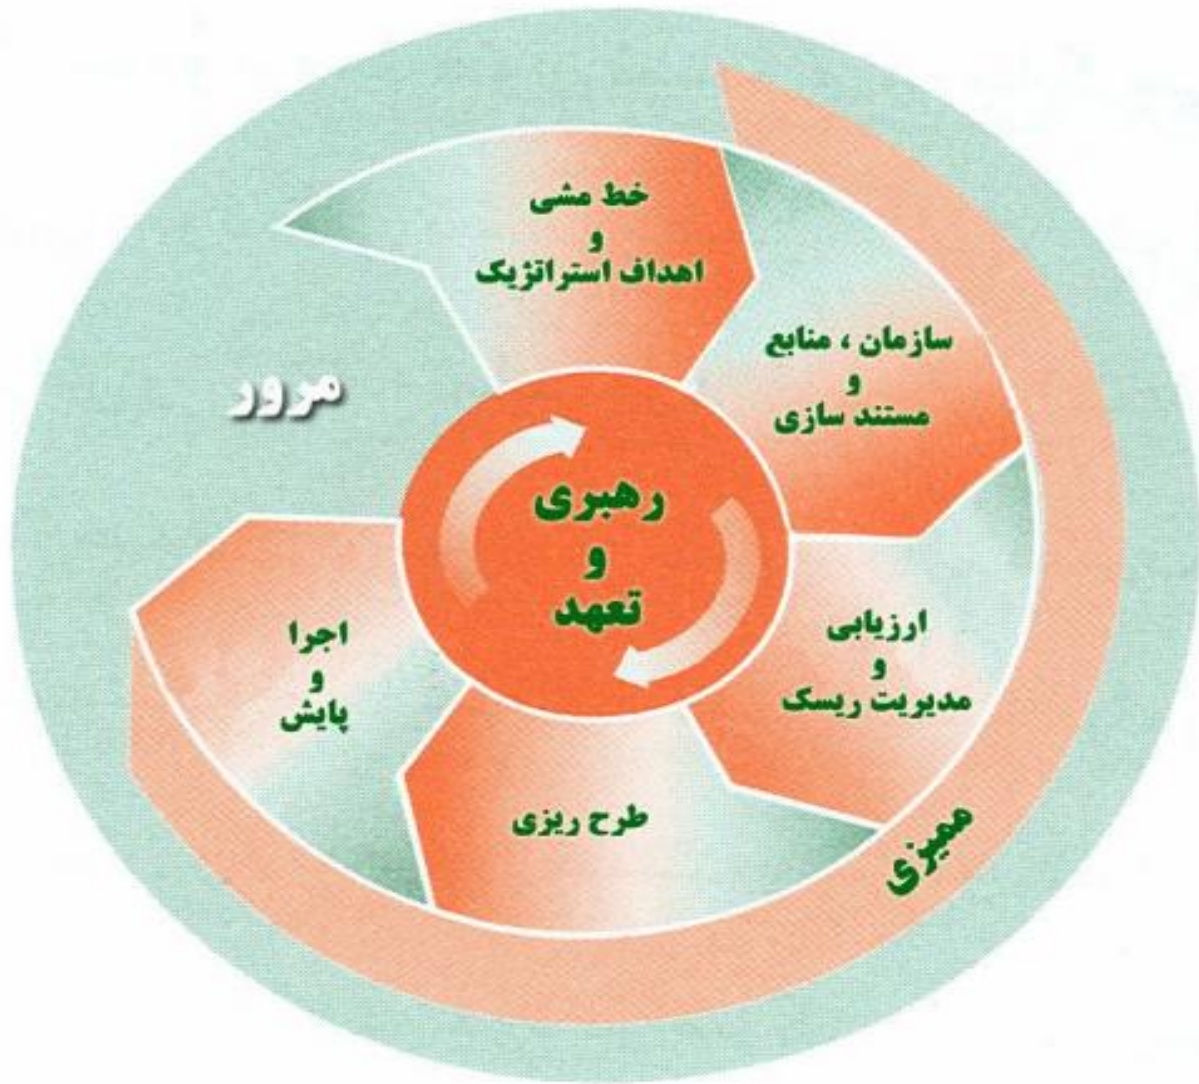 خط مشی
و
اهداف استراتژیک
سازمان ، منابع
و
مستند سازی
ارزیابی
و
مدیریت ریسک
طرح ریزی
اجرا
و
پایش
مرور
رهبری
و
تعهد
ممیزی